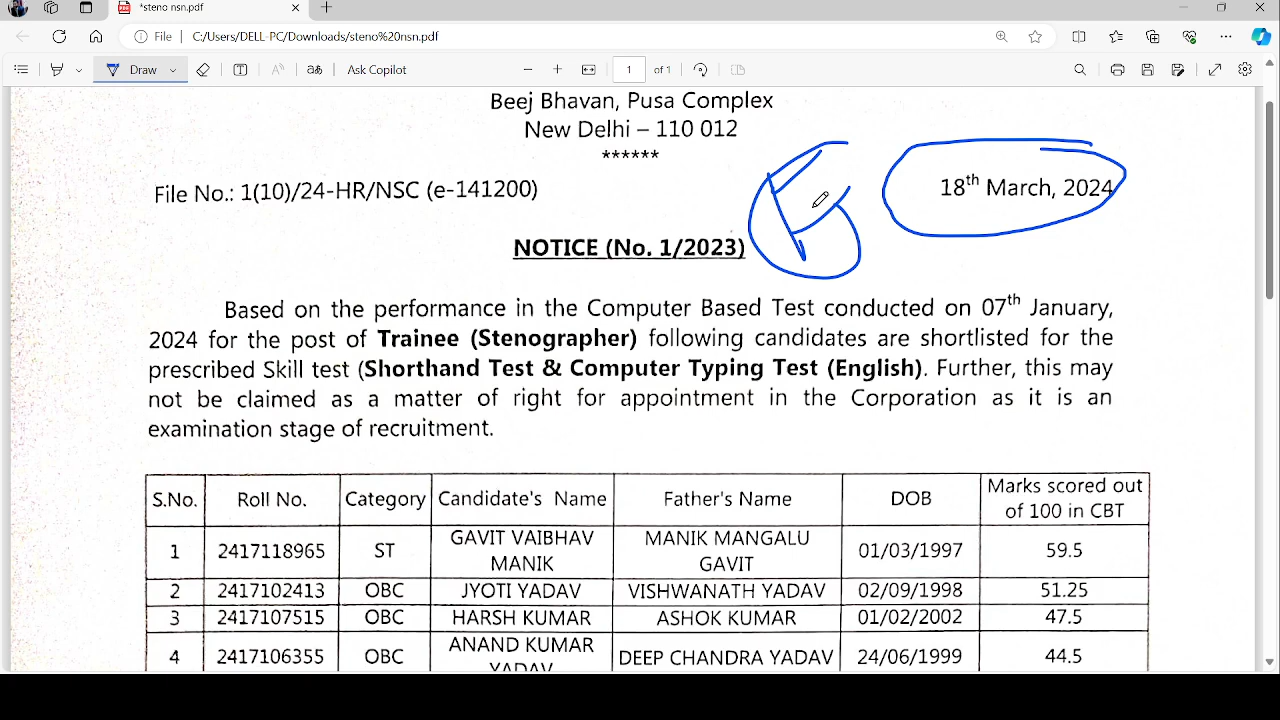 *steno nsn.pdf
File
C:/Users/DELL-PC/Downloads/steno%20nsn.pdf
Draw
Ask Copilot
1 of 1
Beej Bhavan, Pusa Complex
New Delhi – 110 012
******
File No.: 1(10)/24-HR/NSC (e-141200)
18th March, 2024
NOTICE (No. 1/2023)
Based on the performance in the Computer Based Test conducted on 07th January,
2024 for the post of Trainee (Stenographer) following candidates are shortlisted for the
prescribed Skill test (Shorthand Test & Computer Typing Test (English). Further, this may
not be claimed as a matter of right for appointment in the Corporation as it is an
examination stage of recruitment.
S.No. Roll No. Category Candidate's Name Father's Name DOB Marks scored out of 100 in CBT
1 2417118965 ST GAVIT VAIBHAV MANIK MANIK MANGALU GAVIT 01/03/1997 59.5
2 2417102413 OBC JYOTI YADAV VISHWANATH YADAV 02/09/1998 51.25
3 2417107515 OBC HARSH KUMAR ASHOK KUMAR 01/02/2002 47.5
4 2417106355 OBC ANAND KUMAR YADAV DEEP CHANDRA YADAV 24/06/1999 44.5